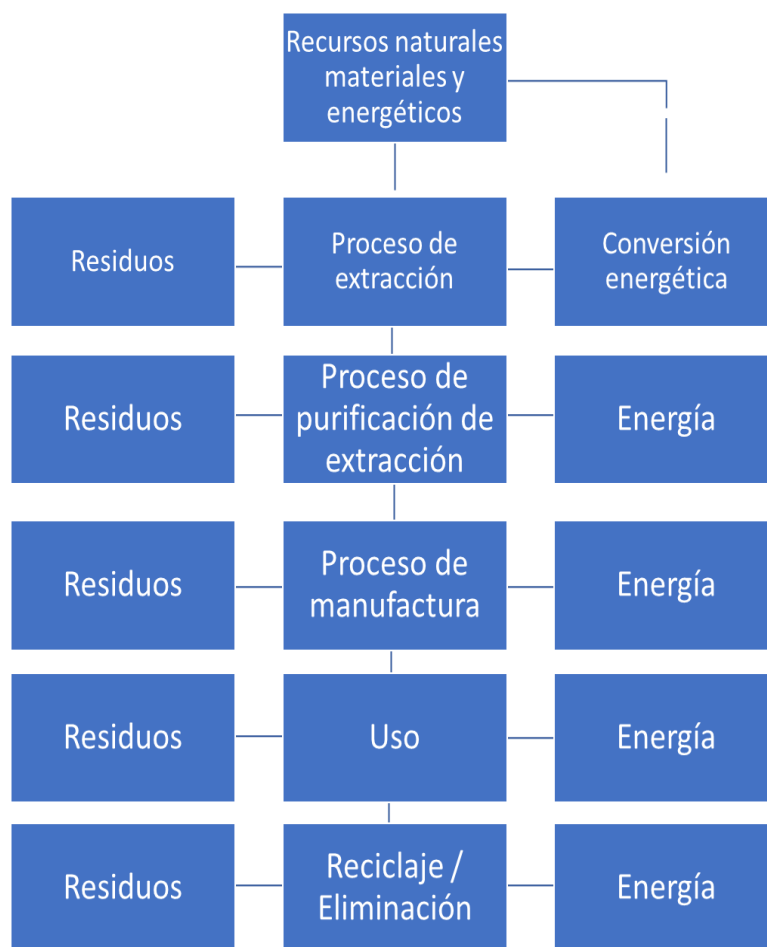 Recursos naturales
materiales y
energéticos
Residuos
Proceso de
extracción
Conversión
energética
Residuos
Proceso de
purificación de
extracción
Energía
Residuos
Proceso de
manufactura
Energía
Residuos
Uso
Energía
Residuos
Reciclaje /
Eliminación
Energía